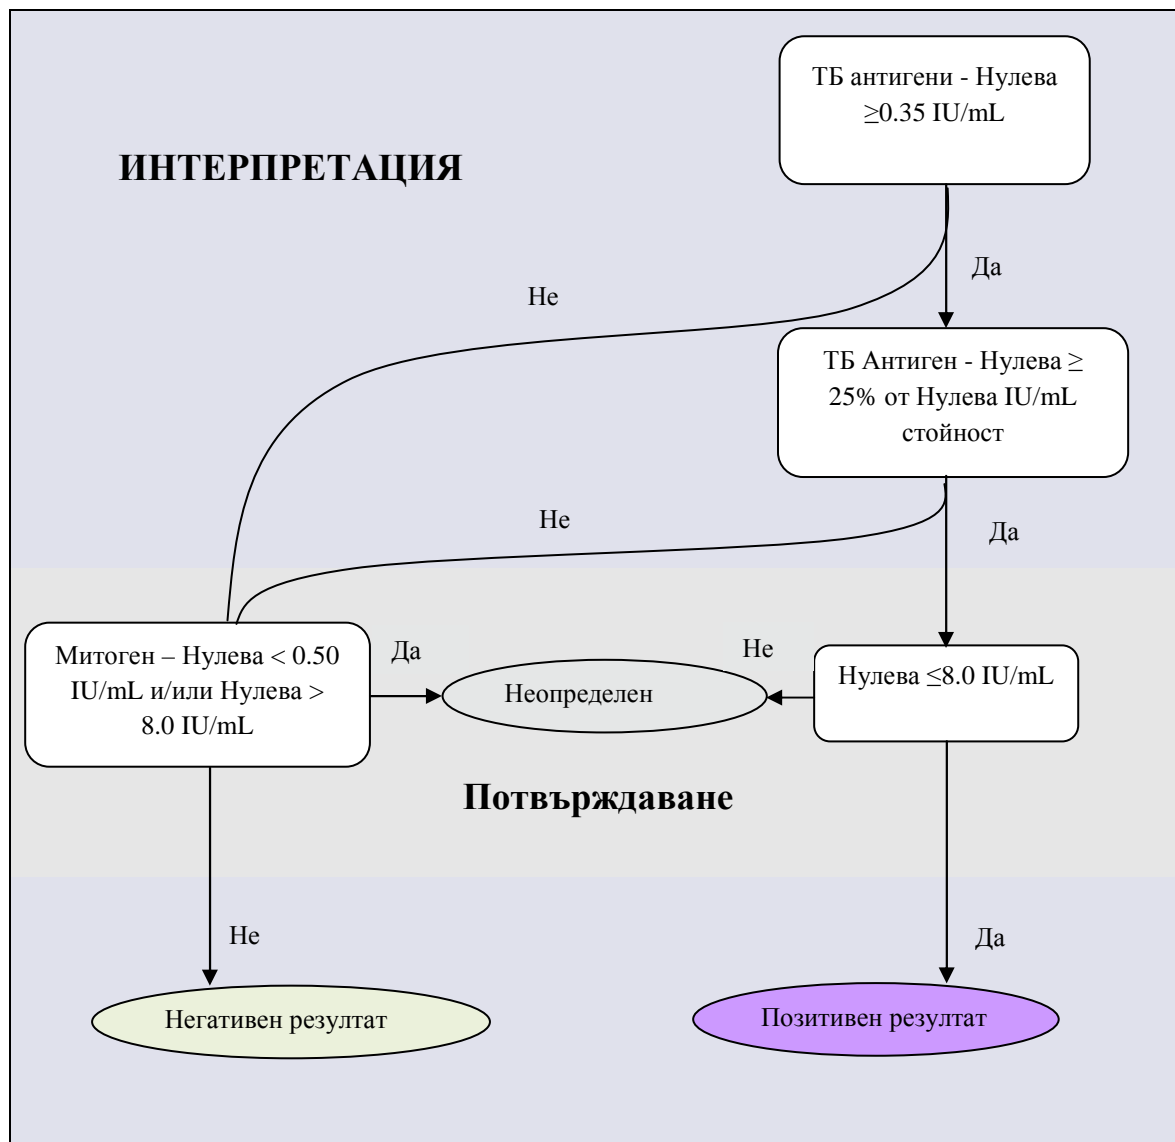 ТБ антигени - Нулева
≥0.35 IU/mL
ИНТЕРПРЕТАЦИЯ
Да
Не
ТБ Антиген - Нулева ≥
25% от Нулева IU/mL
стойност
Не
Да
Митоген – Нулева < 0.50
IU/mL и/или Нулева >
8.0 IU/mL
Да
Неопределен
Не
Нулева ≤8.0 IU/mL
Потвърждаване
Не
Да
Негативен резултат
Позитивен резултат